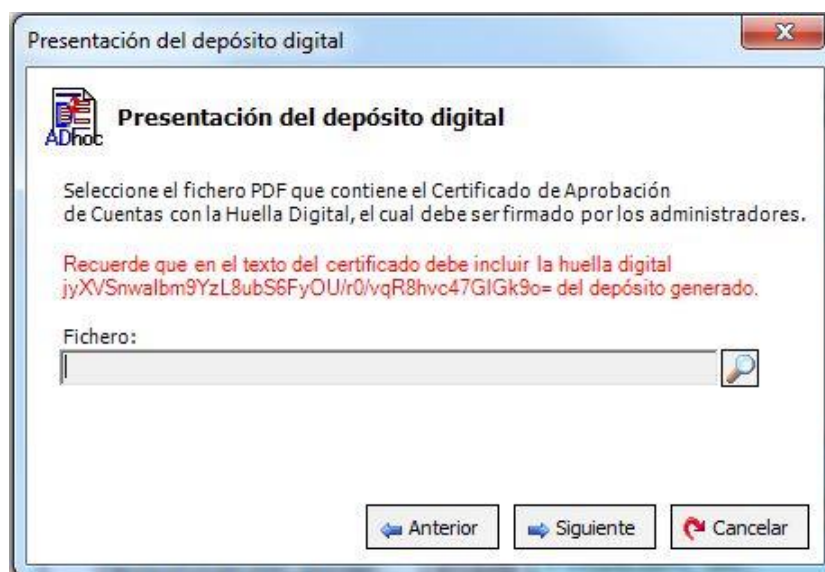 Presentación del depósito digital
ADhoc
Presentación del depósito digital
Seleccione el fichero PDF que contiene el Certificado de Aprobación
de Cuentas con la Huella Digital, el cual debe ser firmado por los administradores.
Recuerde que en el texto del certificado debe incluir la huella digital
jyXVSnwaIbm9YzL8ubS6FyOU/r0/vqR8hvc47GIGk9o= del depósito generado.
Fichero:
Anterior
Siguiente
Cancelar